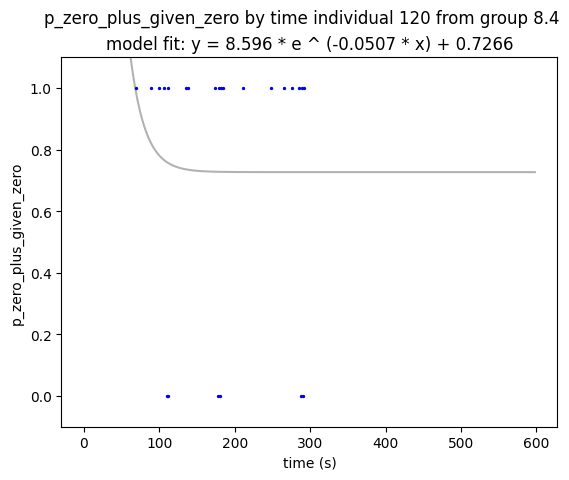 p_zero_plus_given_zero by time individual 120 from group 8.4
model fit: y = 8.596 * e ^ (-0.0507 * x) + 0.7266
p_zero_plus_given_zero
1.0
0.8
0.6
0.4
0.2
0.0
0 100 200 300 400 500 600
time (s)